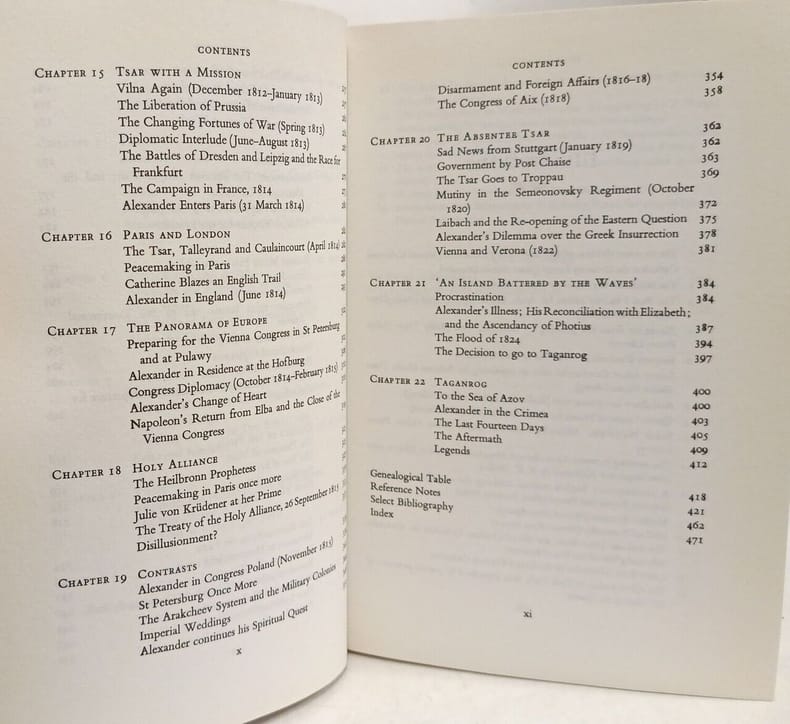 CONTENTS
CHAPTER 15 TSAR WITH A MISSION
Vilna Again (December 1812–January 1813)
The Liberation of Prussia
The Changing Fortunes of War (Spring 1813)
Diplomatic Interlude (June–August 1813)
The Battles of Dresden and Leipzig and the Race for
Frankfurt
The Campaign in France, 1814
Alexander Enters Paris (31 March 1814)
CHAPTER 16 PARIS AND LONDON
The Tsar, Talleyrand and Caulaincourt (April 1814)
Peacemaking in Paris
Catherine Blazes an English Trail
Alexander in England (June 1814)
CHAPTER 17 THE PANORAMA OF EUROPE
Preparing for the Vienna Congress in St Petersburg
and at Pulawy
Alexander in Residence at the Hofburg
Congress Diplomacy (October 1814–February 1815)
Alexander's Change of Heart
Napoleon's Return from Elba and the Close of the
Vienna Congress
CHAPTER 18 HOLY ALLIANCE
The Heilbronn Prophetess
Peacemaking in Paris once more
Julie von Krüdener at her Prime
The Treaty of the Holy Alliance, 26 September 1815
Disillusionment?
CHAPTER 19 CONTRASTS
Alexander in Congress Poland (November 1815)
St Petersburg Once More
The Arakcheev System and the Military Colonies
Imperial Weddings
Alexander continues his Spiritual Quest
x
CONTENTS
Disarmament and Foreign Affairs (1816–18) 354
The Congress of Aix (1818) 358
CHAPTER 20 THE ABSENTEE TSAR 362
Sad News from Stuttgart (January 1819) 362
Government by Post Chaise 363
The Tsar Goes to Troppau 369
Mutiny in the Semeonovsky Regiment (October
1820) 372
Laibach and the Re-opening of the Eastern Question 375
Alexander's Dilemma over the Greek Insurrection 378
Vienna and Verona (1822) 381
CHAPTER 21 'AN ISLAND BATTERED BY THE WAVES' 384
Procrastination 384
Alexander's Illness; His Reconciliation with Elizabeth;
and the Ascendancy of Photius 387
The Flood of 1824 394
The Decision to go to Taganrog 397
CHAPTER 22 TAGANROG 400
To the Sea of Azov 400
Alexander in the Crimea 403
The Last Fourteen Days 405
The Aftermath 409
Legends 412
Genealogical Table 418
Reference Notes 421
Select Bibliography 462
Index 471
xi